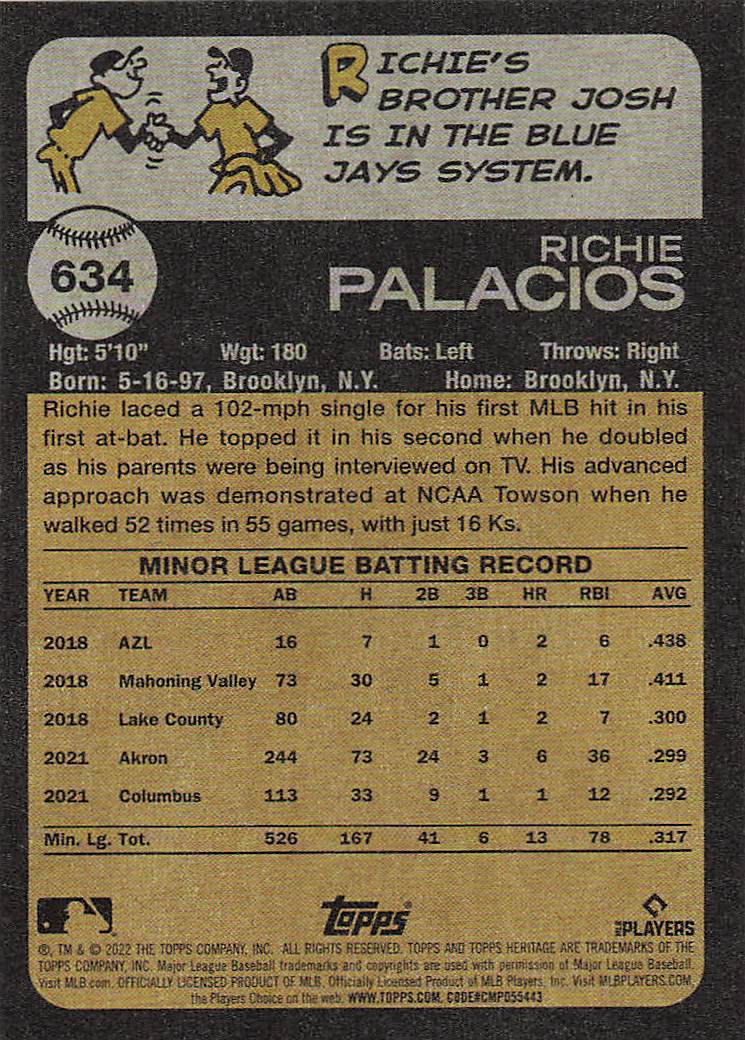 RICHIE'S
BROTHER JOSH
IS IN THE BLUE
JAYS SYSTEM.
634
RICHIE
PALACIOS
Hgt: 5'10" Wgt: 180 Bats: Left Throws: Right
Born: 5-16-97, Brooklyn, N.Y. Home: Brooklyn, N.Y.
Richie laced a 102-mph single for his first MLB hit in his
first at-bat. He topped it in his second when he doubled
as his parents were being interviewed on TV. His advanced
approach was demonstrated at NCAA Towson when he
walked 52 times in 55 games, with just 16 Ks.
MINOR LEAGUE BATTING RECORD
YEAR TEAM AB H 2B 3B HR RBI AVG
2018 AZL 16 7 1 0 2 6 .438
2018 Mahoning Valley 73 30 5 1 2 17 .411
2018 Lake County 80 24 2 1 2 7 .300
2021 Akron 244 73 24 3 6 36 .299
2021 Columbus 113 33 9 1 1 12 .292
Min. Lg. Tot. 526 167 41 6 13 78 .317
topps® MLB PLAYERS
®, TM & © 2022 THE TOPPS COMPANY, INC. ALL RIGHTS RESERVED. TOPPS AND TOPPS HERITAGE ARE TRADEMARKS OF THE
TOPPS COMPANY, INC. Major League Baseball trademarks and copyrights are used with permission of Major League Baseball.
Visit MLB.com. OFFICIALLY LICENSED PRODUCT OF MLB. Officially Licensed Product of MLB Players, Inc. Visit MLBPLAYERS.COM,
the Players Choice on the web. WWW.TOPPS.COM. CODE#CMP055443